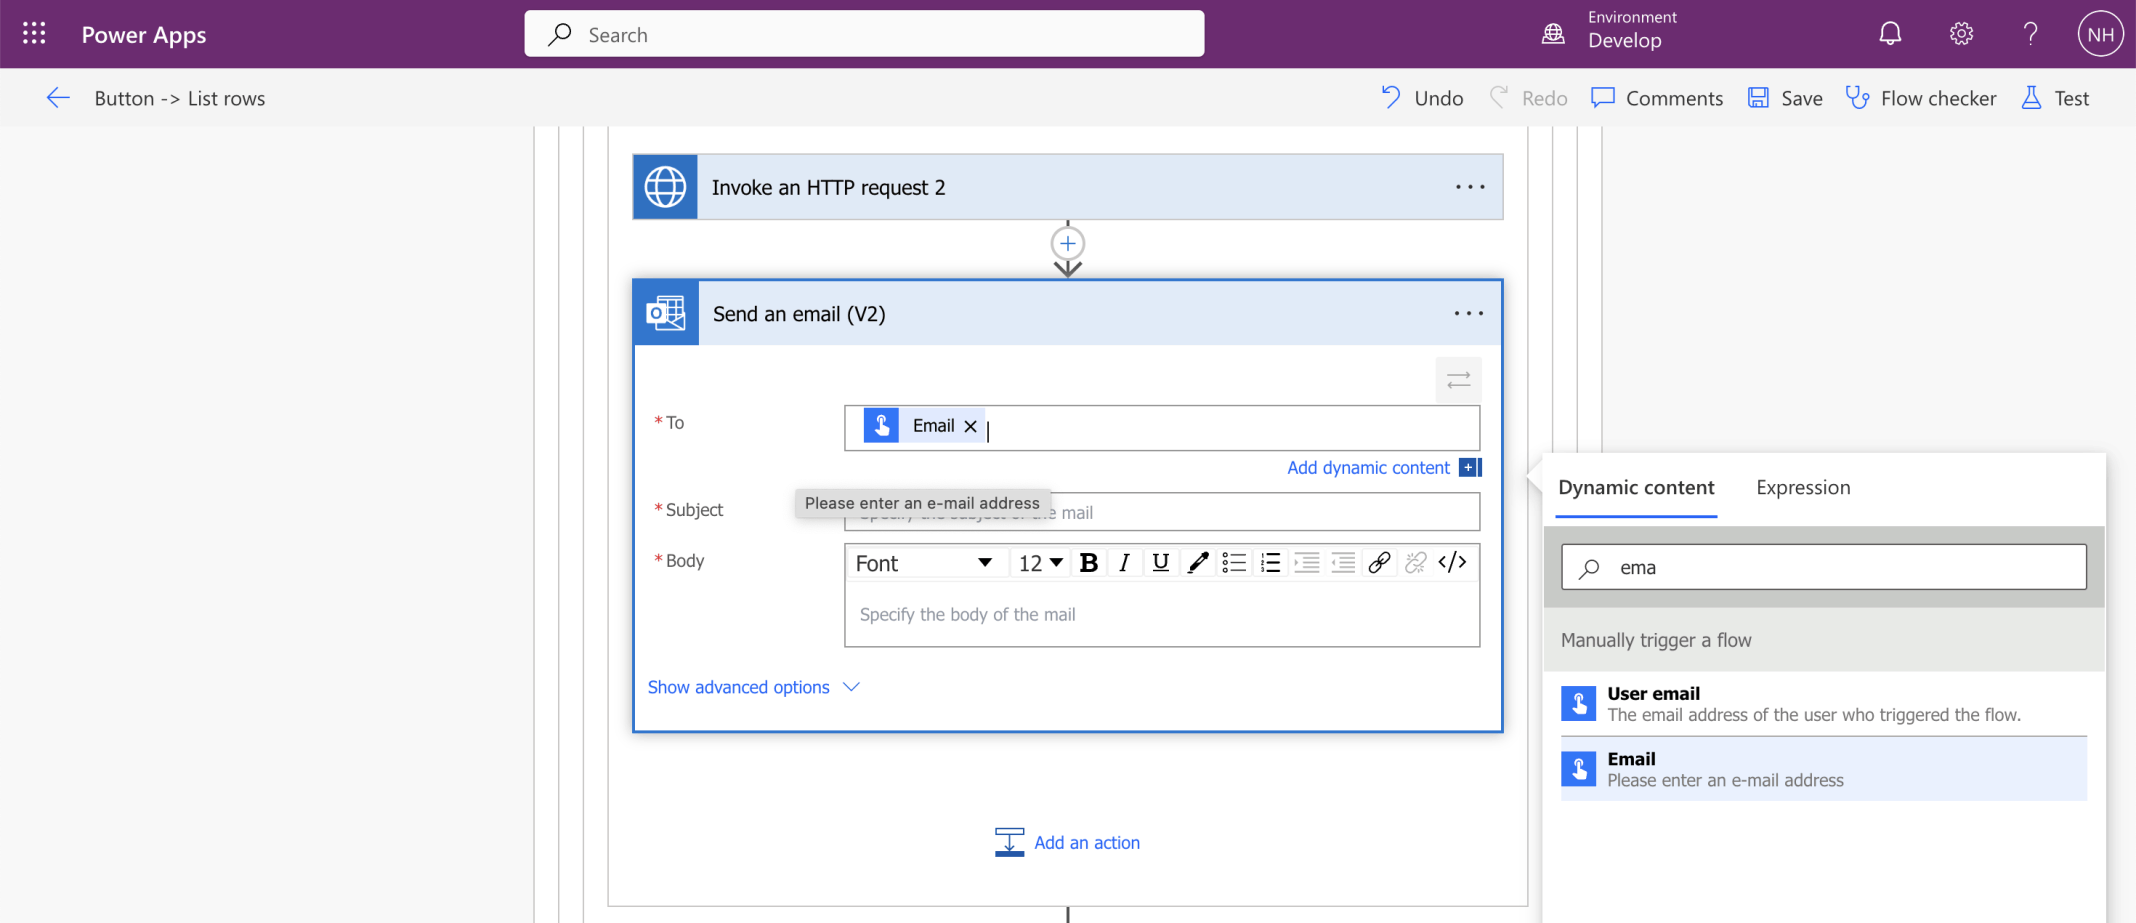 Power Apps
Search
Environment
Develop
NH
Button -> List rows
Undo
Redo
Comments
Save
Flow checker
Test
Invoke an HTTP request 2
Send an email (V2)
* To
Email
Add dynamic content
Please enter an e-mail address
* Subject
mail
* Body
Font
12
B
I
U
</>
Specify the body of the mail
Show advanced options
Add an action
Dynamic content
Expression
ema
Manually trigger a flow
User email
The email address of the user who triggered the flow.
Email
Please enter an e-mail address